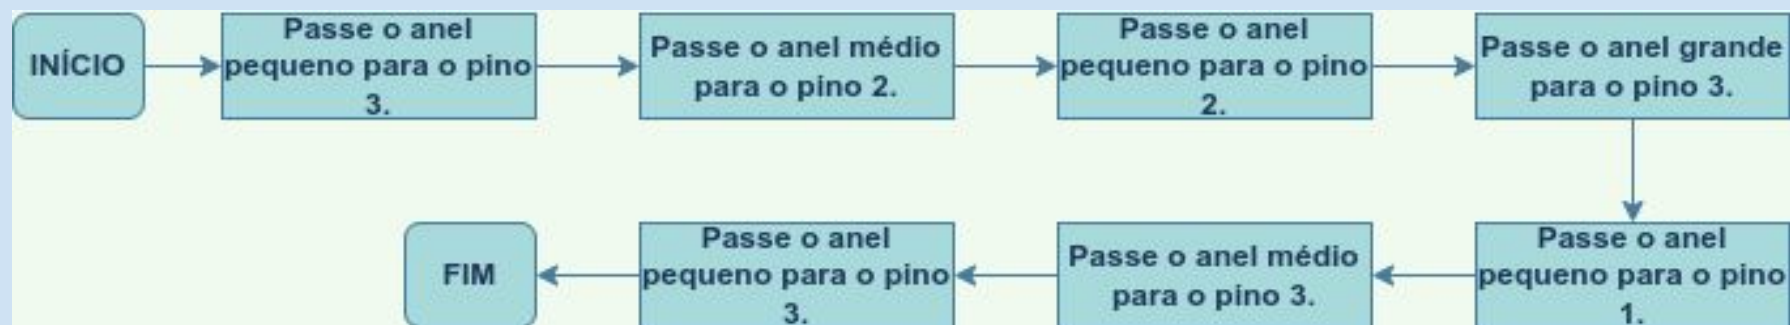 INÍCIO
Passe o anel
pequeno para o pino
3.
Passe o anel médio
para o pino 2.
Passe o anel
pequeno para o pino
2.
Passe o anel grande
para o pino 3.
Passe o anel
pequeno para o pino
1.
Passe o anel médio
para o pino 3.
Passe o anel
pequeno para o pino
3.
FIM